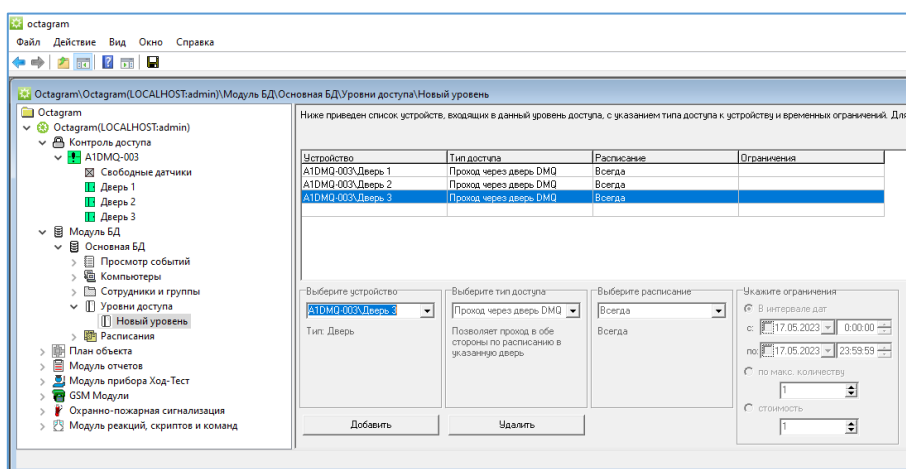 octagram
Файл Действие Вид Окно Справка
Octagram\Octagram(LOCALHOST:admin)\Модуль БД\Основная БД\Уровни доступа\Новый уровень
Octagram
Octagram(LOCALHOST:admin)
Контроль доступа
A1DMQ-003
Свободные датчики
Дверь 1
Дверь 2
Дверь 3
Модуль БД
Основная БД
Просмотр событий
Компьютеры
Сотрудники и группы
Уровни доступа
Новый уровень
Расписания
План объекта
Модуль отчетов
Модуль прибора Ход-Тест
GSM Модули
Охранно-пожарная сигнализация
Модуль реакций, скриптов и команд
Ниже приведен список устройств, входящих в данный уровень доступа, с указанием типа доступа к устройству и временных ограничений. Для
Устройство Тип доступа Расписание Ограничения
A1DMQ-003\Дверь 1 Проход через дверь DMQ Всегда
A1DMQ-003\Дверь 2 Проход через дверь DMQ Всегда
A1DMQ-003\Дверь 3 Проход через дверь DMQ Всегда
Выберите устройство Выберите тип доступа Выберите расписание Укажите ограничения
A1DMQ-003\Дверь 3 Проход через дверь DMQ Всегда В интервале дат
Тип: Дверь Позволяет проход в обе Всегда с: 17.05.2023 0:00:00
стороны по расписанию в
указанную дверь по: 17.05.2023 23:59:59
по макс. количеству
1
стоимость
1
Добавить Удалить